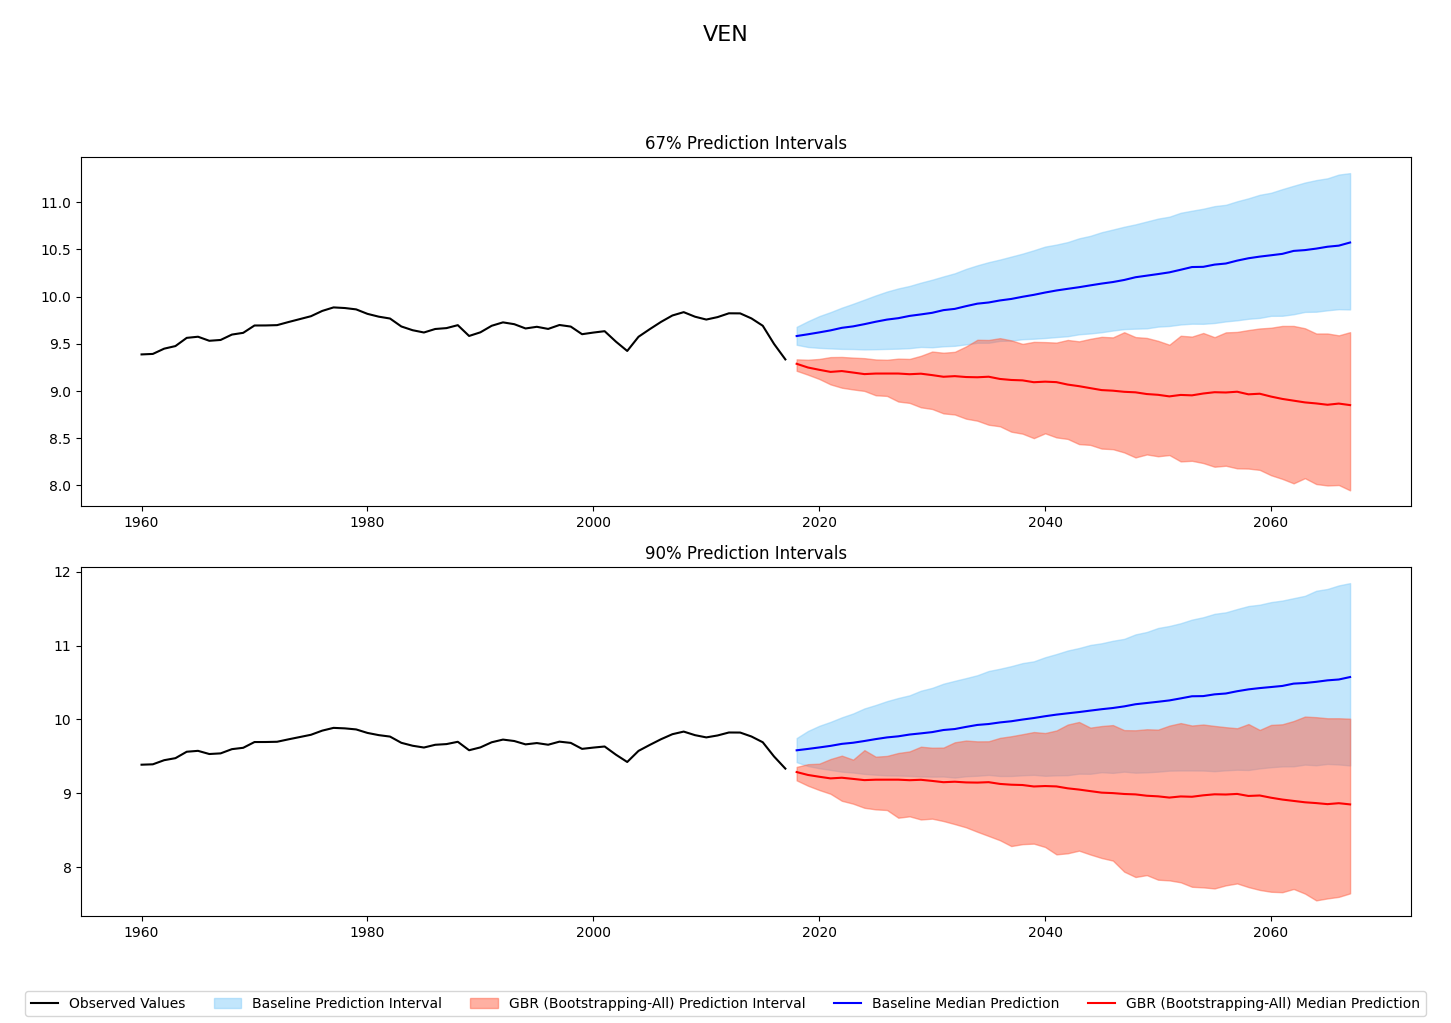 VEN
67% Prediction Intervals
11.0
10.5
10.0
9.5
9.0
8.5
8.0
1960 1980 2000 2020 2040 2060
90% Prediction Intervals
12
11
10
9
8
1960 1980 2000 2020 2040 2060
Observed Values Baseline Prediction Interval GBR (Bootstrapping-All) Prediction Interval Baseline Median Prediction GBR (Bootstrapping-All) Median Prediction